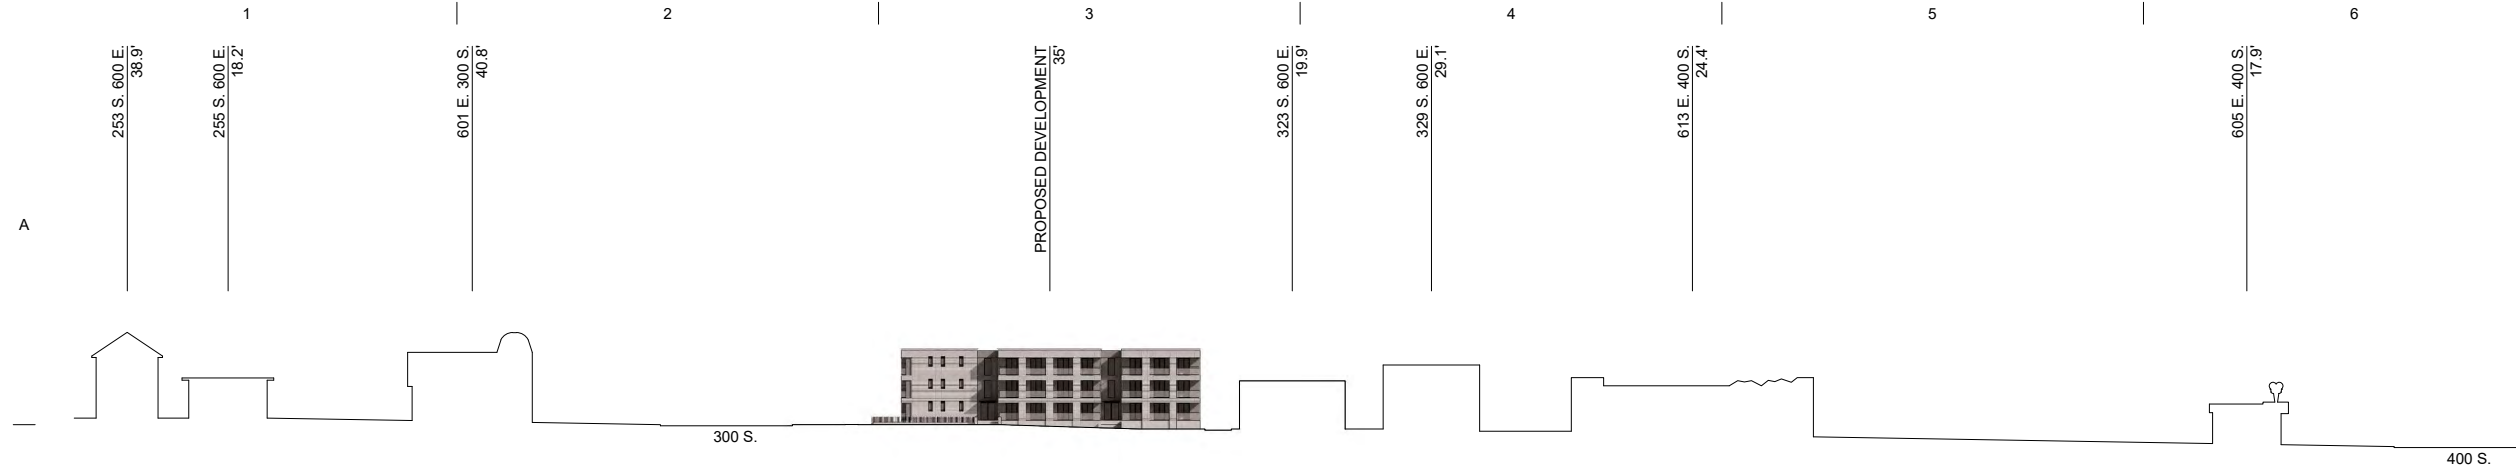 1
2
3
4
5
6
253 S. 600 E.
38.9'
255 S. 600 E.
18.2'
601 E. 300 S.
40.8'
PROPOSED DEVELOPMENT
35'
323 S. 600 E.
19.9'
329 S. 600 E.
29.1'
613 E. 400 S.
24.4'
605 E. 400 S.
17.9'
A
300 S.
400 S.